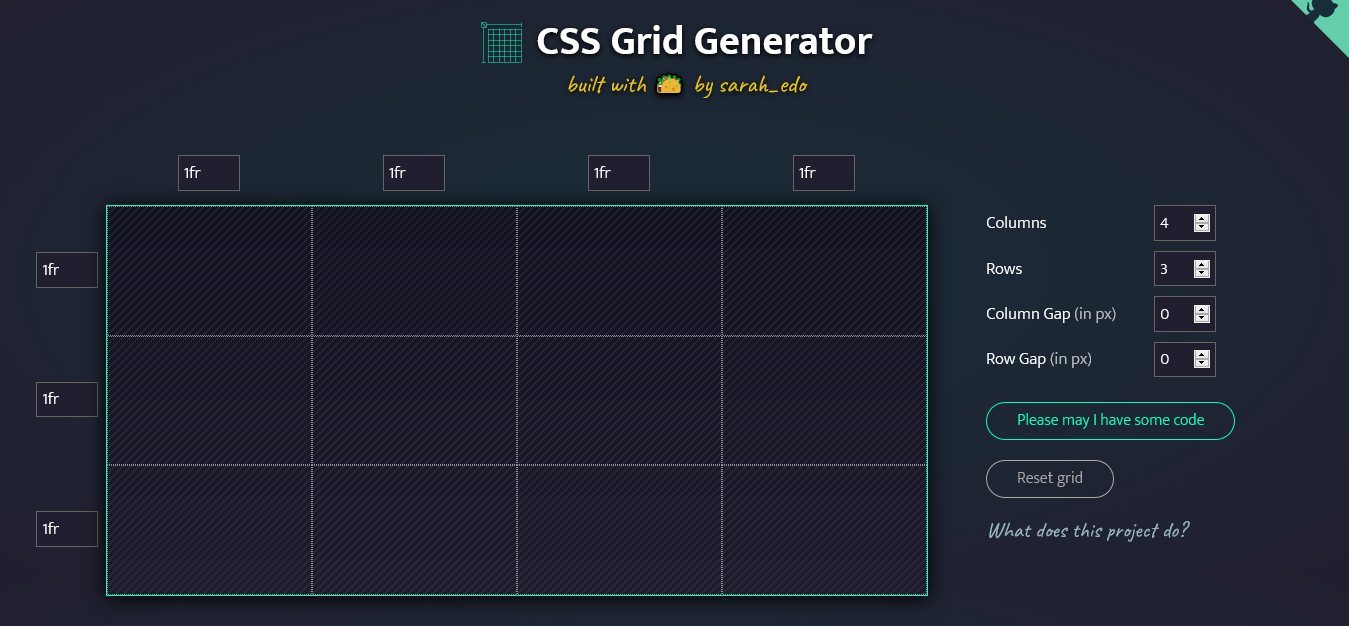 CSS Grid Generator
built with 🌮 by sarah_edo
1fr 1fr 1fr 1fr
Columns 4
1fr
Rows 3
Column Gap (in px) 0
Row Gap (in px) 0
1fr
Please may I have some code
Reset grid
1fr
What does this project do?